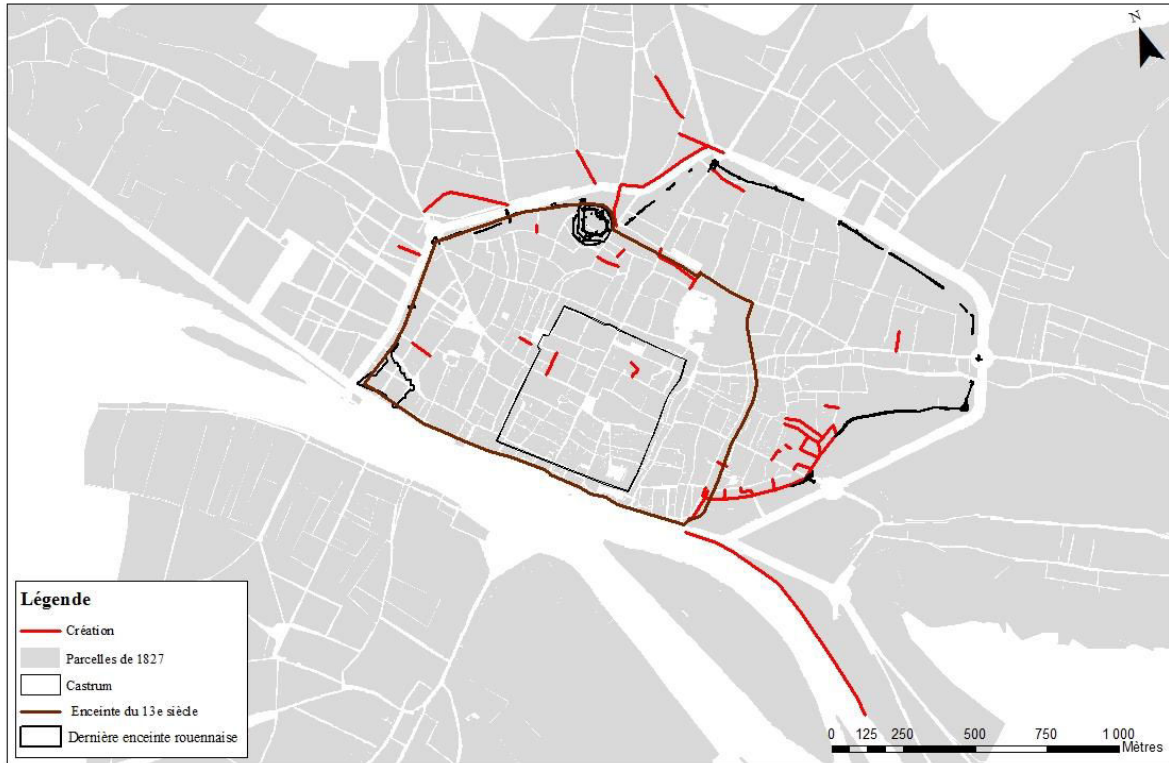 N
Légende
Création
Parcelles de 1827
Castrum
Enceinte du 13e siècle
Dernière enceinte rouennaise
0 125 250 500 750 1 000
Mètres